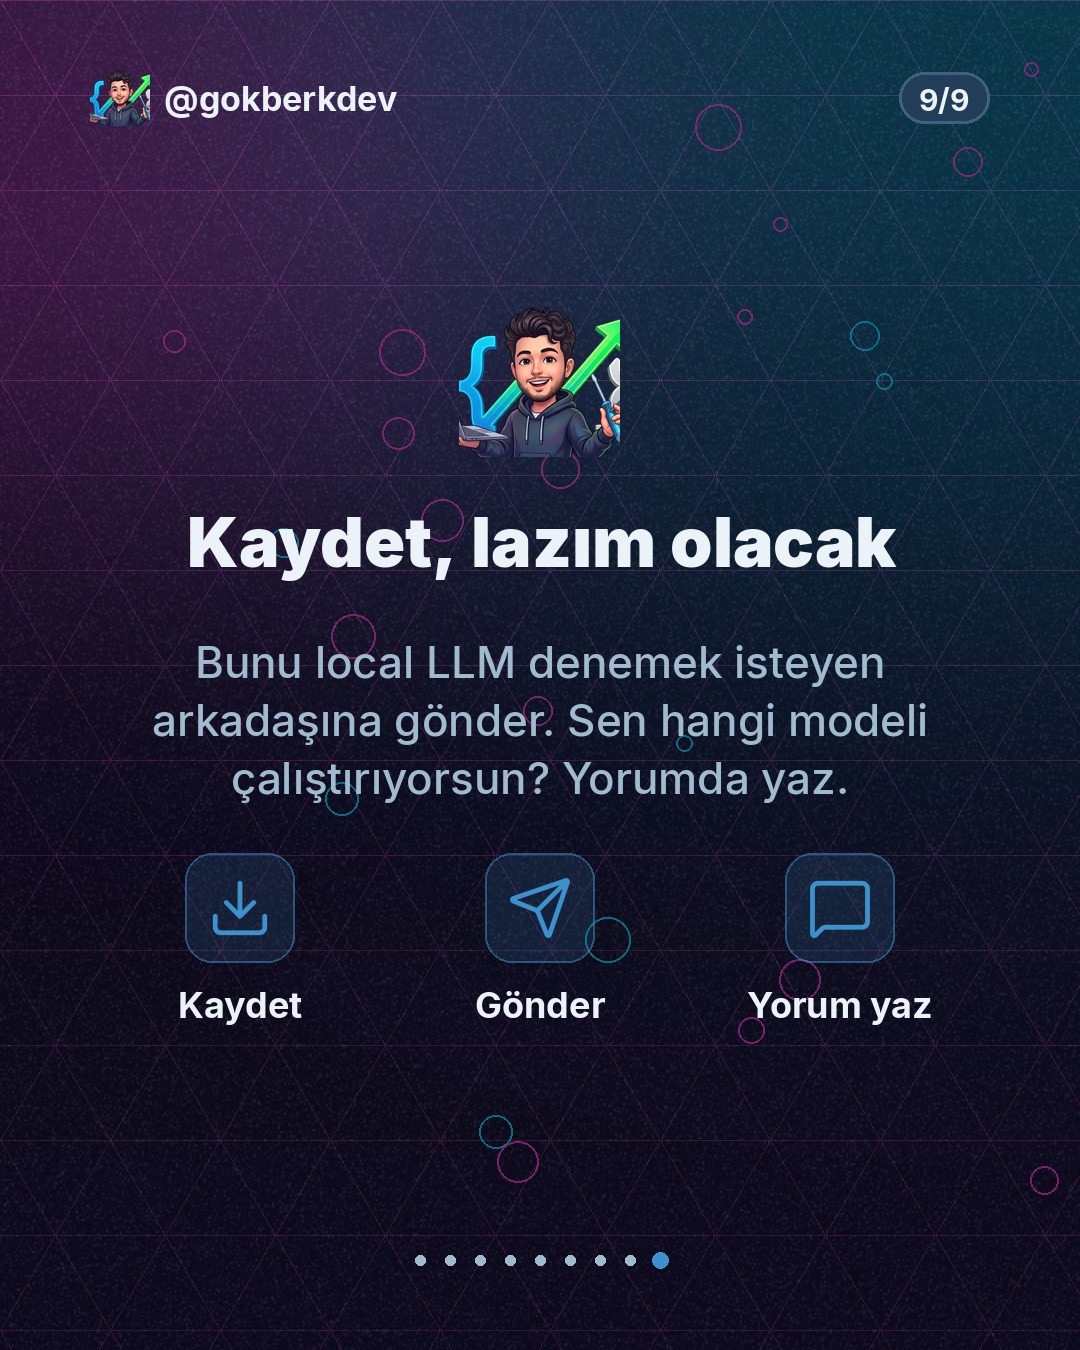 @gokberkdev
9/9
Kaydet, lazım olacak
Bunu local LLM denemek isteyen
arkadaşına gönder. Sen hangi modeli
çalıştırıyorsun? Yorumda yaz.
Kaydet
Gönder
Yorum yaz